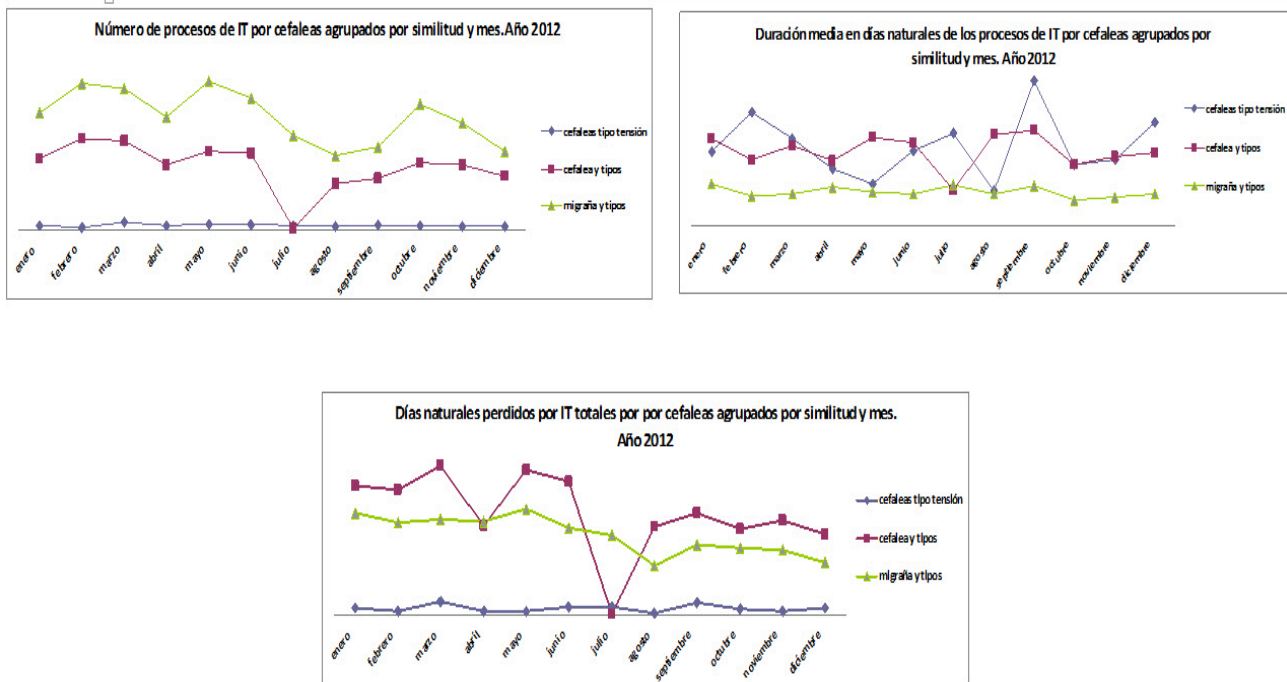 Número de procesos de IT por cefaleas agrupados por similitud y mes.Año 2012
cefaleas tipo tensión
cefalea y tipos
migraña y tipos
enero
febrero
marzo
abril
mayo
junio
julio
agosto
septiembre
octubre
noviembre
diciembre
Duración media en días naturales de los procesos de IT por cefaleas agrupados por
similitud y mes. Año 2012
cefaleas tipo tensión
cefalea y tipos
migraña y tipos
enero
febrero
marzo
abril
mayo
junio
julio
agosto
septiembre
octubre
noviembre
diciembre
Días naturales perdidos por IT totales por por cefaleas agrupados por similitud y mes.
Año 2012
cefaleas tipo tensión
cefalea y tipos
migraña y tipos
enero
febrero
marzo
abril
mayo
junio
julio
agosto
septiembre
octubre
noviembre
diciembre